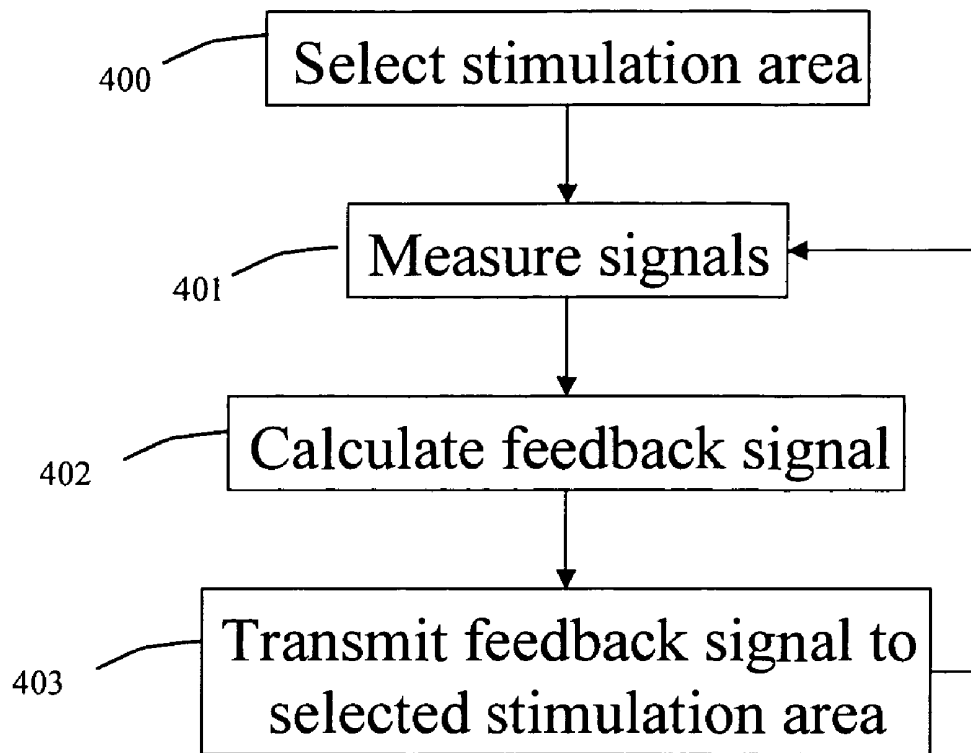 400
Select stimulation area
401
Measure signals
402
Calculate feedback signal
403
Transmit feedback signal to
selected stimulation area